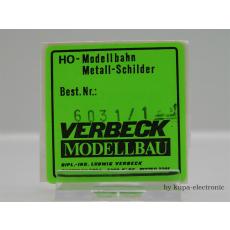 HO-Modellbahn
Metall-Schilder
Best.Nr:
6031/1
VERBECK
MODELLBAU
DIPL.-ING. LUDWIG VERBECK
by kupa-electronic